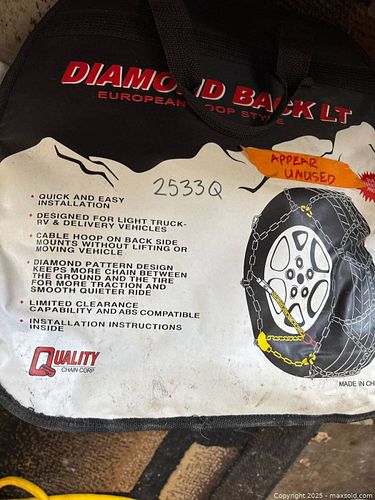 DIAMOND BACK LT
EUROPEAN HOOP STYLE
APPEAR
UNUSED
2533Q
• QUICK AND EASY
INSTALLATION
• DESIGNED FOR LIGHT TRUCK-
RV & DELIVERY VEHICLES
• CABLE HOOP ON BACK SIDE
MOUNTS WITHOUT LIFTING OR
MOVING VEHICLE
• DIAMOND PATTERN DESIGN
KEEPS MORE CHAIN BETWEEN
THE GROUND AND THE TIRE
FOR MORE TRACTION AND
SMOOTH QUIETER RIDE
• LIMITED CLEARANCE
CAPABILITY AND ABS COMPATIBLE
• INSTALLATION INSTRUCTIONS
INSIDE
QUALITY
CHAIN CORP
MADE IN CH
Copyright © 2025 - maxsold.com